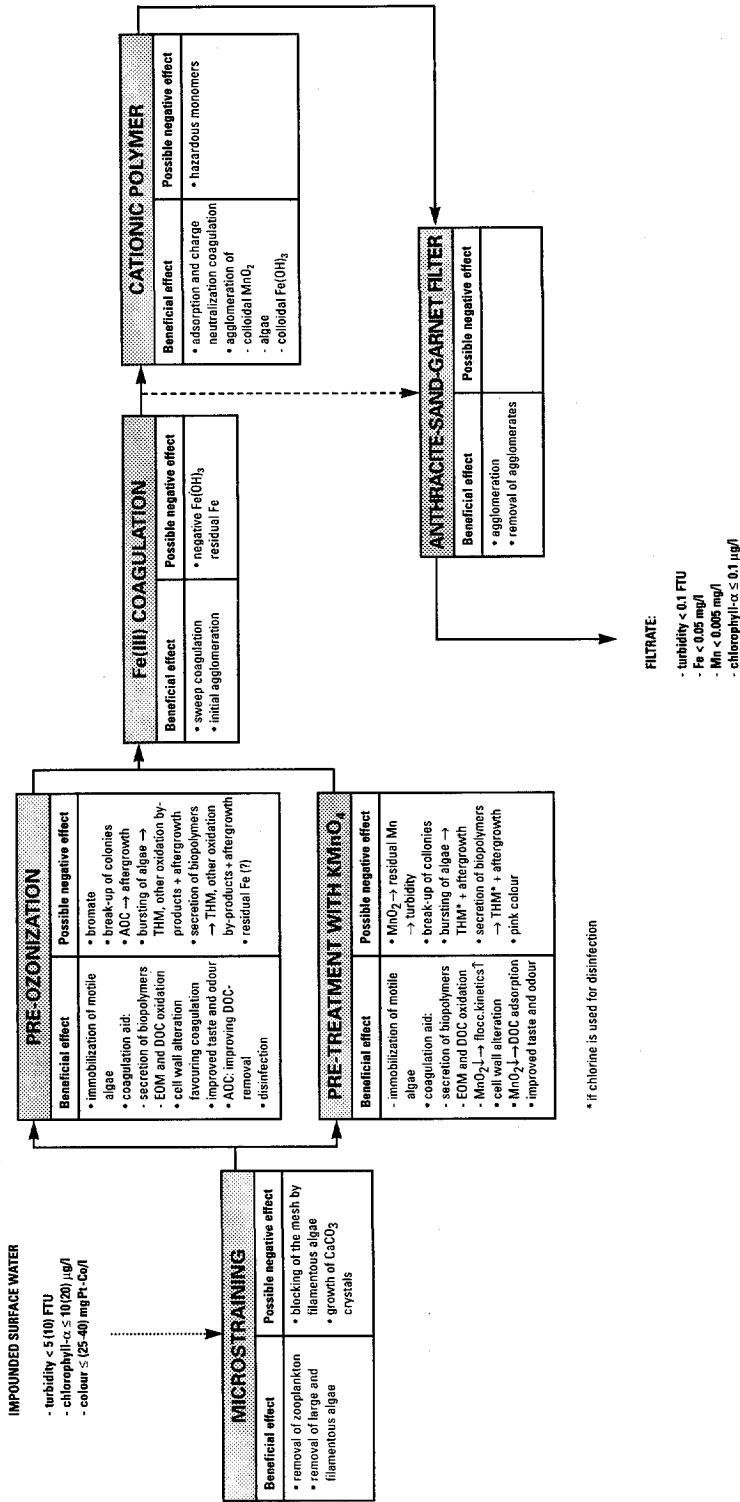 IMPOUNDED SURFACE WATER
- turbidity < 5 (10) FTU
- chlorophyll-α ≤ 10(20) µg/l
- colour ≤ (25-40) mgPt-Co/l
MICROSTRAINING
Beneficial effect
• removal of zooplankton
• removal of large and
filamentous algae
Possible negative effect
• blocking of the mesh by
filamentous algae
• growth of CaCO₃
crystals
PRE-OZONIZATION
Beneficial effect
• immobilization of motile
algae
• coagulation aid:
- secretion of biopolymers
- EOM and DOC oxidation
• cell wall alteration
favouring coagulation
• improved taste and odour
• AOC: improving DOC-
removal
• disinfection
Possible negative effect
• bromate
• break-up of colonies
• AOC → aftergrowth
• bursting of algae →
THM, other oxidation by-
products + aftergrowth
• secretion of biopolymers
→ THM, other oxidation
by-products + aftergrowth
• residual Fe (?)
PRE-TREATMENT WITH KMnO₄
Beneficial effect
- immobilization of motile
algae
• coagulation aid:
- secretion of biopolymers
- EOM and DOC oxidation
- MnO₂↓→ flocc.kinetics↑
• cell wall alteration
• MnO₂↓→DOC adsorption
• improved taste and odour
Possible negative effect
• MnO₂→ residual Mn
→ turbidity
• break-up of collonies
• bursting of algae →
THM* + aftergrowth
• secretion of biopolymers
→ THM* + aftergrowth
• pink colour
* if chlorine is used for disinfection
Fe(III) COAGULATION
Beneficial effect
• sweep coagulation
• initial agglomeration
Possible negative effect
• negative Fe(OH)₃
residual Fe
CATIONIC POLYMER
Beneficial effect
• adsorption and charge
neutralization coagulation
• agglomeration of
- colloidal MnO₂
- algae
- colloidal Fe(OH)₃
Possible negative effect
• hazardous monomers
ANTHRACITE-SAND-GARNET FILTER
Beneficial effect
• agglomeration
• removal of agglomerates
Possible negative effect
FILTRATE:
- turbidity < 0.1 FTU
- Fe < 0.05 mg/l
- Mn < 0.005 mg/l
- chlorophyll-α ≤ 0.1 µg/l